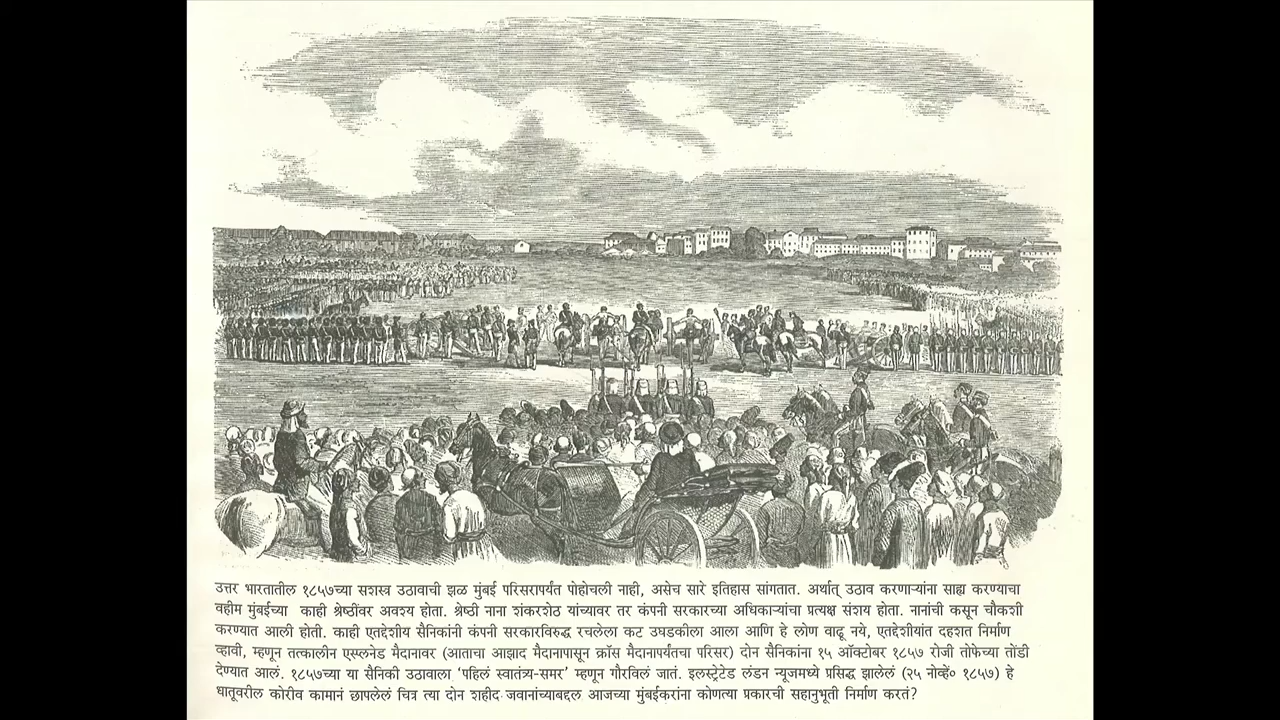 उत्तर भारतातील १८५७च्या सशस्त्र उठावाची झळ मुंबई परिसरापर्यंत पोहोचली नाही, असेच सारे इतिहास सांगतात. अर्थात् उठाव करणाऱ्यांना साह्य करण्याचा
वहीम मुंबईच्या काही श्रेष्ठींवर अवश्य होता. श्रेष्ठी नाना शंकरशेठ यांच्यावर तर कंपनी सरकारच्या अधिकाऱ्यांचा प्रत्यक्ष संशय होता. नानांची कसून चौकशी
करण्यात आली होती. काही एतद्देशीय सैनिकांनी कंपनी सरकारविरुद्ध रचलेला कट उघडकीला आला आणि हे लोण वाढू नये, एतद्देशीयांत दहशत निर्माण
व्हावी, म्हणून तत्कालीन एस्प्लनेड मैदानावर (आताचा आझाद मैदानापासून क्रॉस मैदानापर्यंतचा परिसर) दोन सैनिकांना १५ ऑक्टोबर १८५७ रोजी तोफेच्या तोंडी
देण्यात आलं. १८५७च्या या सैनिकी उठावाला ‘पहिलं स्वातंत्र्य-समर’ म्हणून गौरविलं जातं. इलस्ट्रेटेड लंडन न्यूजमध्ये प्रसिद्ध झालेलं (२५ नोव्हें० १८५७) हे
धातूवरील कोरीव कामानं छापलेलं चित्र त्या दोन शहीद जवानांच्याबद्दल आजच्या मुंबईकरांना कोणत्या प्रकारची सहानुभूती निर्माण करतं?